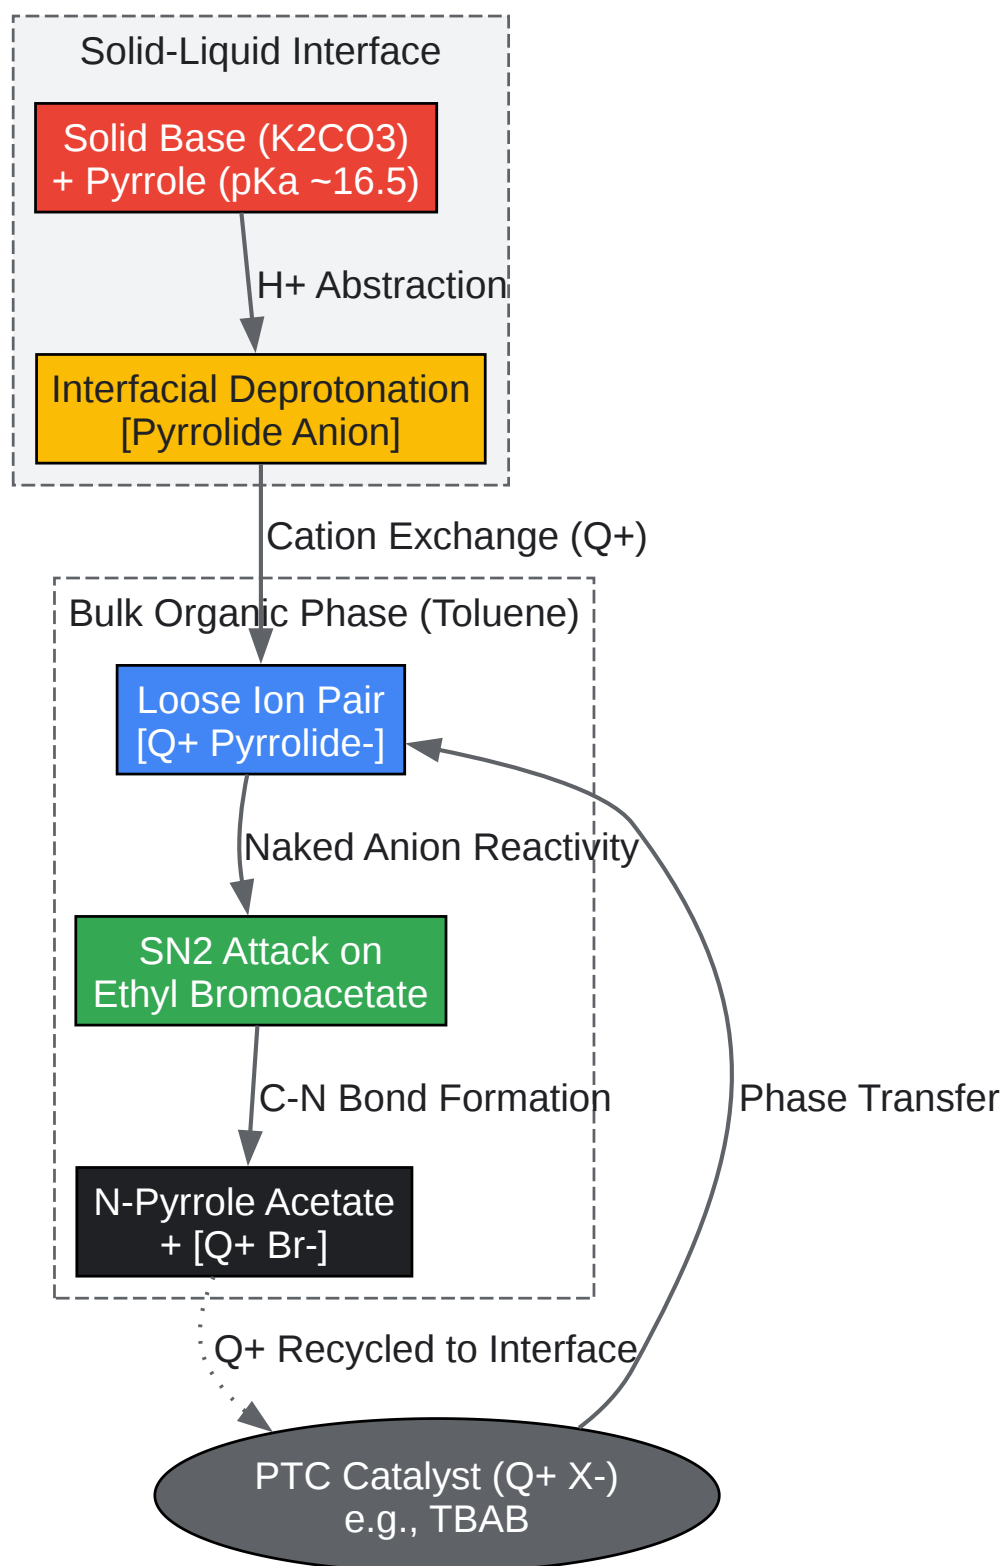 Solid-Liquid Interface
Solid Base (K2CO3)
+ Pyrrole (pKa ~16.5)
H+ Abstraction
Interfacial Deprotonation
[Pyrrolide Anion]
Cation Exchange (Q+)
Bulk Organic Phase (Toluene)
Loose Ion Pair
[Q+ Pyrrolide-]
Naked Anion Reactivity
SN2 Attack on
Ethyl Bromoacetate
C-N Bond Formation
Phase Transfer
N-Pyrrole Acetate
+ [Q+ Br-]
Q+ Recycled to Interface
PTC Catalyst (Q+ X-)
e.g., TBAB